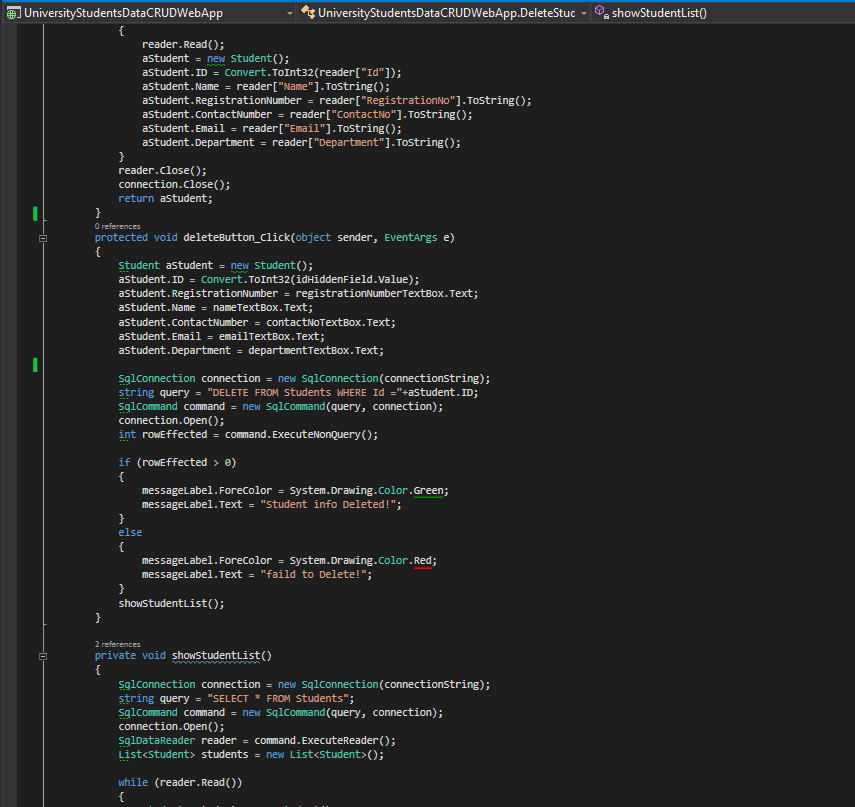 UniversityStudentsDataCRUDWebApp UniversityStudentsDataCRUDWebApp.DeleteStuc showStudentList()
{
reader.Read();
aStudent = new Student();
aStudent.ID = Convert.ToInt32(reader["Id"]);
aStudent.Name = reader["Name"].ToString();
aStudent.RegistrationNumber = reader["RegistrationNo"].ToString();
aStudent.ContactNumber = reader["ContactNo"].ToString();
aStudent.Email = reader["Email"].ToString();
aStudent.Department = reader["Department"].ToString();
}
reader.Close();
connection.Close();
return aStudent;
}
0 references
protected void deleteButton_Click(object sender, EventArgs e)
{
Student aStudent = new Student();
aStudent.ID = Convert.ToInt32(idHiddenField.Value);
aStudent.RegistrationNumber = registrationNumberTextBox.Text;
aStudent.Name = nameTextBox.Text;
aStudent.ContactNumber = contactNoTextBox.Text;
aStudent.Email = emailTextBox.Text;
aStudent.Department = departmentTextBox.Text;
SqlConnection connection = new SqlConnection(connectionString);
string query = "DELETE FROM Students WHERE Id ="+aStudent.ID;
SqlCommand command = new SqlCommand(query, connection);
connection.Open();
int rowEffected = command.ExecuteNonQuery();
if (rowEffected > 0)
{
messageLabel.ForeColor = System.Drawing.Color.Green;
messageLabel.Text = "Student info Deleted!";
}
else
{
messageLabel.ForeColor = System.Drawing.Color.Red;
messageLabel.Text = "faild to Delete!";
}
showStudentList();
}
2 references
private void showStudentList()
{
SqlConnection connection = new SqlConnection(connectionString);
string query = "SELECT * FROM Students";
SqlCommand command = new SqlCommand(query, connection);
connection.Open();
SqlDataReader reader = command.ExecuteReader();
List<Student> students = new List<Student>();
while (reader.Read())
{